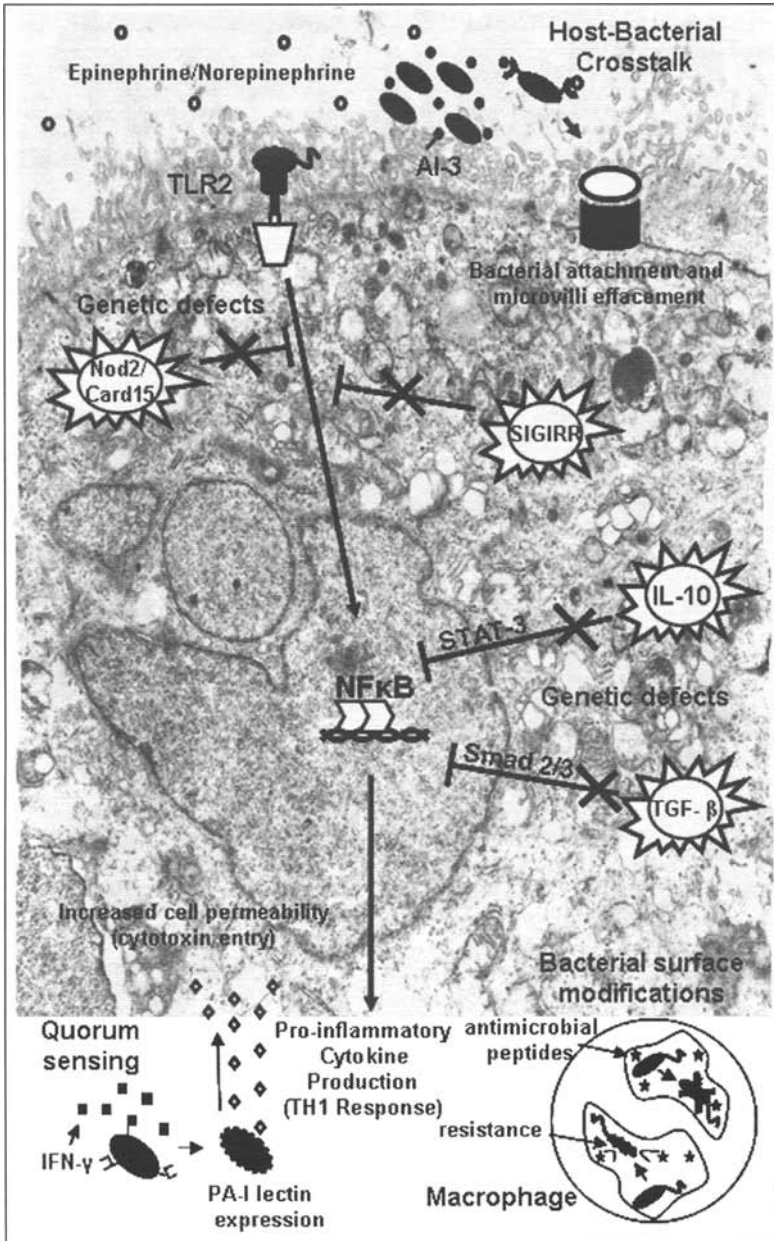 Host-Bacterial
Crosstalk
Epinephrine/Norepinephrine
AI-3
TLR2
Bacterial attachment and
microvilli effacement
Genetic defects
Nod2/
Card15
SIGIRR
IL-10
STAT-3
NFκB
Genetic defects
Smad 2/3
TGF- β
Increased cell permeability
(cytotoxin entry)
Bacterial surface
modifications
Quorum
sensing
Pro-inflammatory
Cytokine
Production
(TH1 Response)
antimicrobial
peptides
IFN-γ
resistance
PA-I lectin
expression
Macrophage